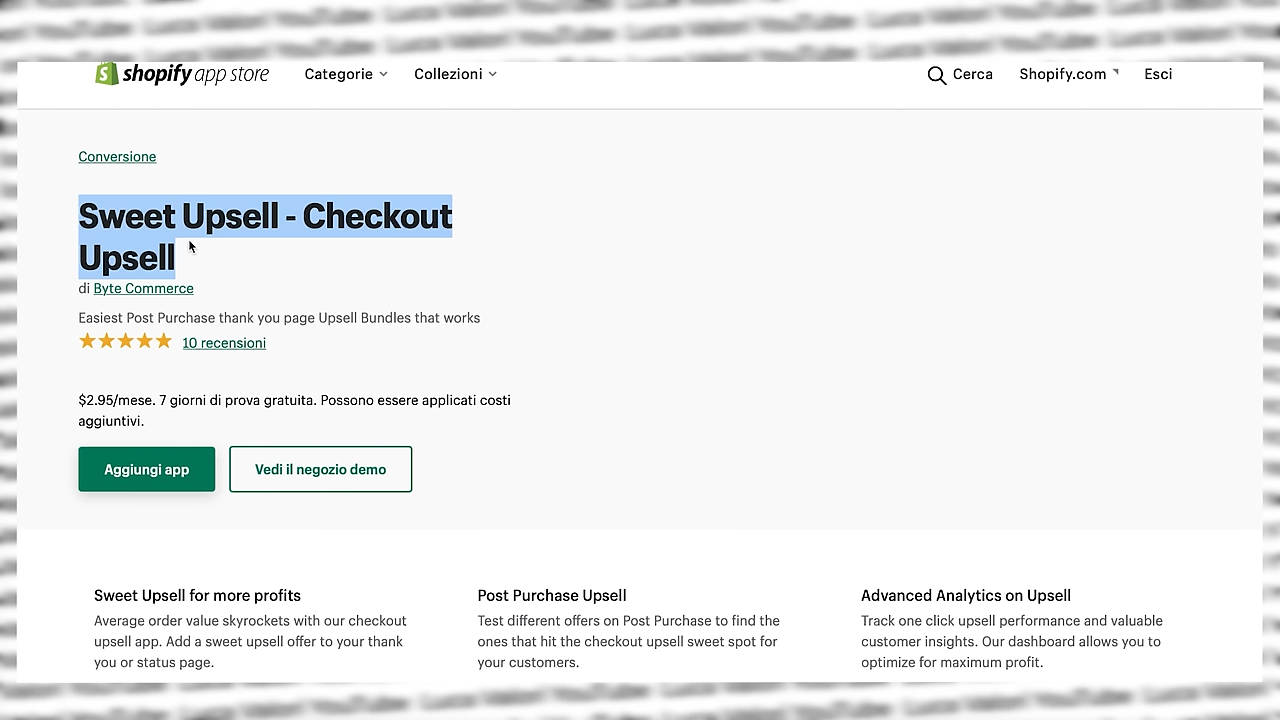 shopify app store Categorie Collezioni Cerca Shopify.com Esci
Conversione
Sweet Upsell - Checkout
Upsell
di Byte Commerce
Easiest Post Purchase thank you page Upsell Bundles that works
10 recensioni
$2.95/mese. 7 giorni di prova gratuita. Possono essere applicati costi
aggiuntivi.
Aggiungi app Vedi il negozio demo
Sweet Upsell for more profits
Average order value skyrockets with our checkout
upsell app. Add a sweet upsell offer to your thank
you or status page.
Post Purchase Upsell
Test different offers on Post Purchase to find the
ones that hit the checkout upsell sweet spot for
your customers.
Advanced Analytics on Upsell
Track one click upsell performance and valuable
customer insights. Our dashboard allows you to
optimize for maximum profit.